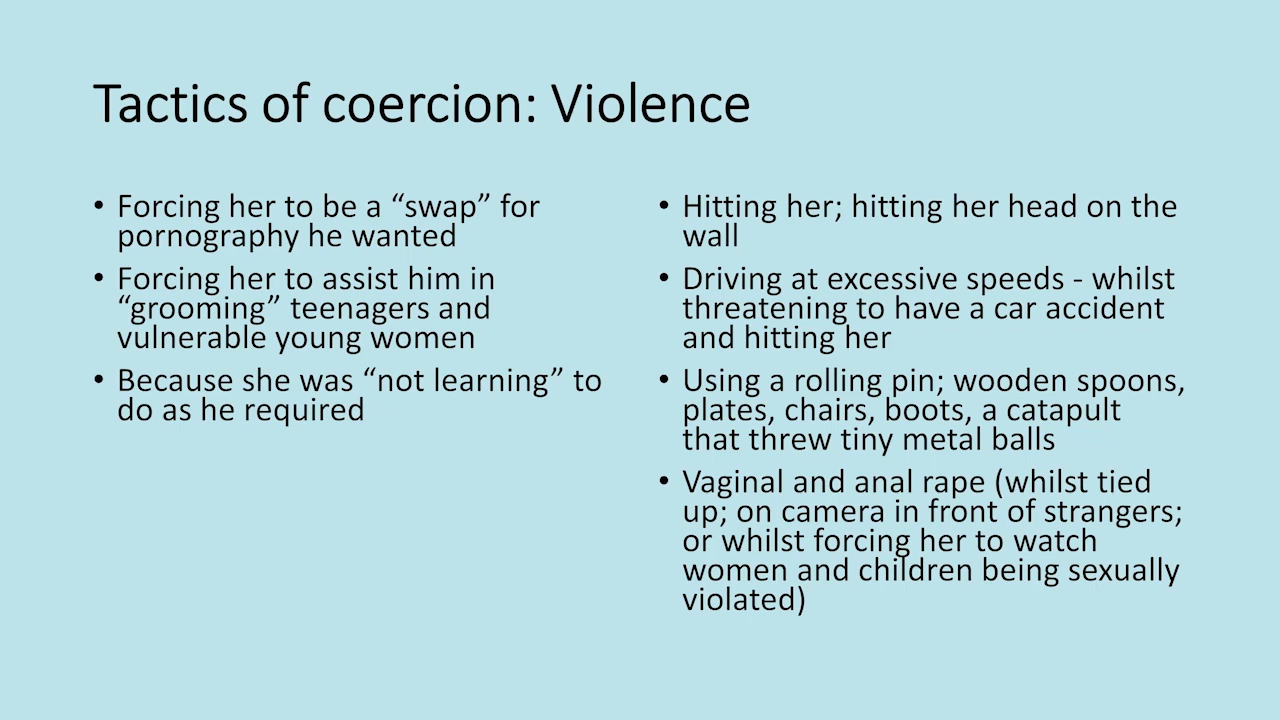 Tactics of coercion: Violence
• Forcing her to be a “swap” for
pornography he wanted
• Forcing her to assist him in
“grooming” teenagers and
vulnerable young women
• Because she was “not learning” to
do as he required
• Hitting her; hitting her head on the
wall
• Driving at excessive speeds - whilst
threatening to have a car accident
and hitting her
• Using a rolling pin; wooden spoons,
plates, chairs, boots, a catapult
that threw tiny metal balls
• Vaginal and anal rape (whilst tied
up; on camera in front of strangers;
or whilst forcing her to watch
women and children being sexually
violated)